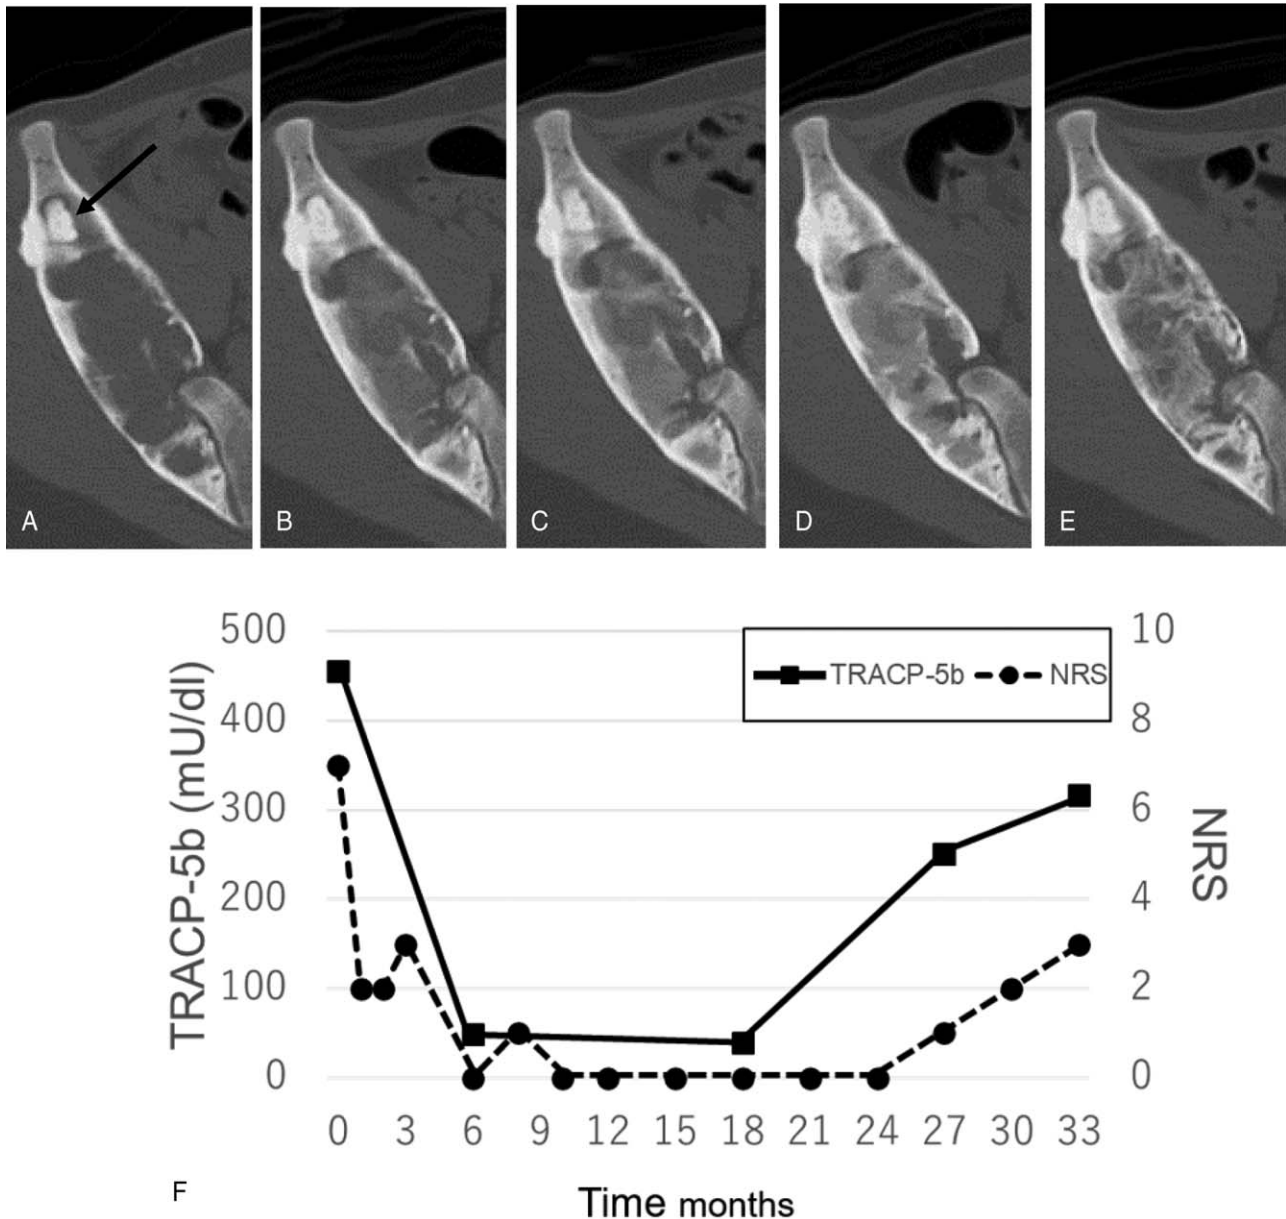 A B C D E
500 10
TRACP-5b NRS
400 8
300 6
200 4
100 2
0 0
TRACP-5b (mU/dl)
NRS
0 3 6 9 12 15 18 21 24 27 30 33
F
Time months